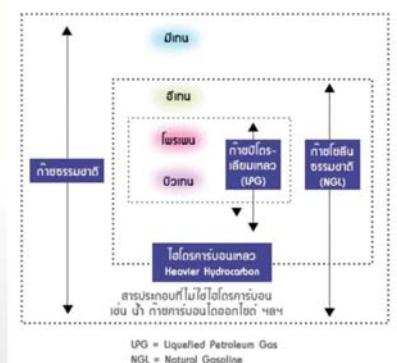 มีเทน
อีเทน
โพรเพน
บิวเทน
ก๊าซธรรมชาติ
ก๊าซปิโตร-
เลียมเหลว
(LPG)
ก๊าซโซลีน
ธรรมชาติ
(NGL)
ไฮโดรคาร์บอนเหลว
Heavier Hydrocarbon
สารประกอบที่ไม่ใช่ไฮโดรคาร์บอน
เช่น น้ำ ก๊าซคาร์บอนไดออกไซด์ ฯลฯ
LPG = Liquefied Petroleum Gas
NGL = Natural Gasoline